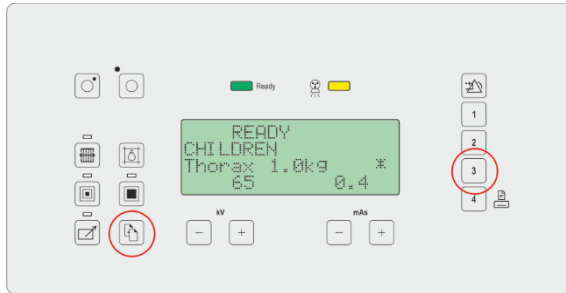 Ready
READY
CHILDREN
Thorax 1.0kg *
65 0.4
kV
mAs
- +
- +
1
2
3
4